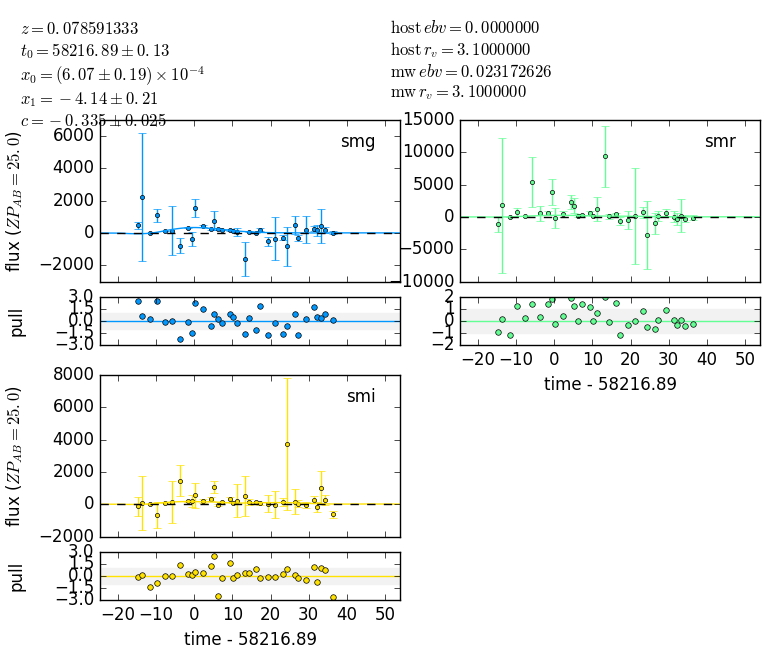 z = 0.078591333
t₀ = 58216.89 ± 0.13
x₀ = (6.07 ± 0.19) × 10⁻⁴
x₁ = −4.14 ± 0.21
c = −0.335 ± 0.025
host ebv = 0.0000000
host r_v = 3.1000000
mw ebv = 0.023172626
mw r_v = 3.1000000
smg
flux (ZP_AB = 25.0)
6000
4000
2000
0
−2000
pull
3.0
1.5
0.0
−1.5
−3.0
smr
15000
10000
5000
0
−5000
−10000
2
1
0
−1
−2
−20 −10 0 10 20 30 40 50
time - 58216.89
smi
flux (ZP_AB = 25.0)
8000
6000
4000
2000
0
−2000
pull
3.0
1.5
0.0
−1.5
−3.0
−20 −10 0 10 20 30 40 50
time - 58216.89